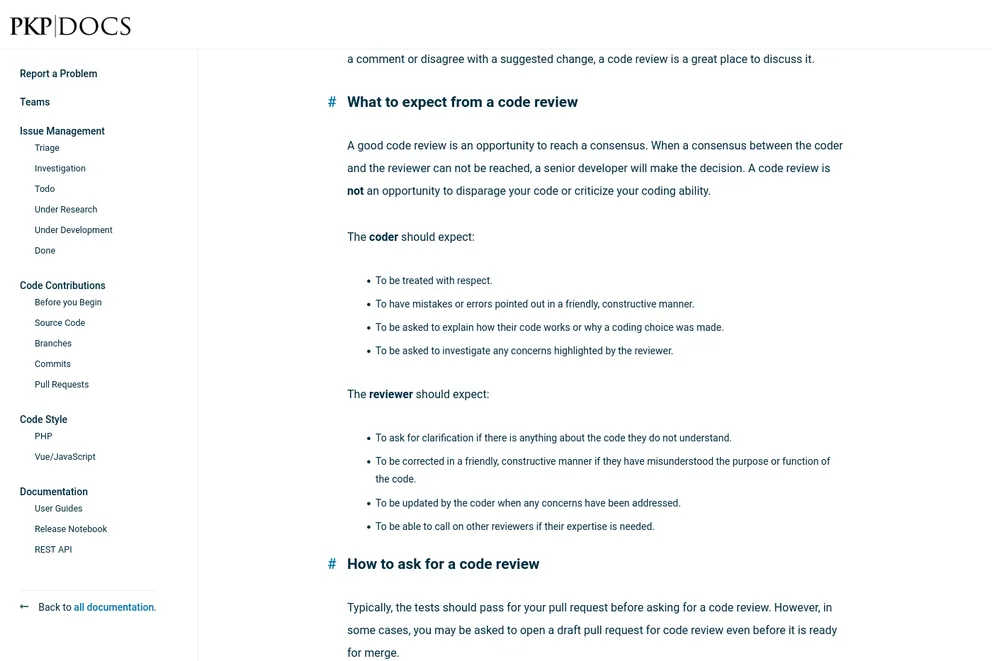 PKP|DOCS
Report a Problem
Teams
Issue Management
Triage
Investigation
Todo
Under Research
Under Development
Done
Code Contributions
Before you Begin
Source Code
Branches
Commits
Pull Requests
Code Style
PHP
Vue/JavaScript
Documentation
User Guides
Release Notebook
REST API
← Back to all documentation.
a comment or disagree with a suggested change, a code review is a great place to discuss it.
# What to expect from a code review
A good code review is an opportunity to reach a consensus. When a consensus between the coder
and the reviewer can not be reached, a senior developer will make the decision. A code review is
not an opportunity to disparage your code or criticize your coding ability.
The coder should expect:
• To be treated with respect.
• To have mistakes or errors pointed out in a friendly, constructive manner.
• To be asked to explain how their code works or why a coding choice was made.
• To be asked to investigate any concerns highlighted by the reviewer.
The reviewer should expect:
• To ask for clarification if there is anything about the code they do not understand.
• To be corrected in a friendly, constructive manner if they have misunderstood the purpose or function of
the code.
• To be updated by the coder when any concerns have been addressed.
• To be able to call on other reviewers if their expertise is needed.
# How to ask for a code review
Typically, the tests should pass for your pull request before asking for a code review. However, in
some cases, you may be asked to open a draft pull request for code review even before it is ready
for merge.